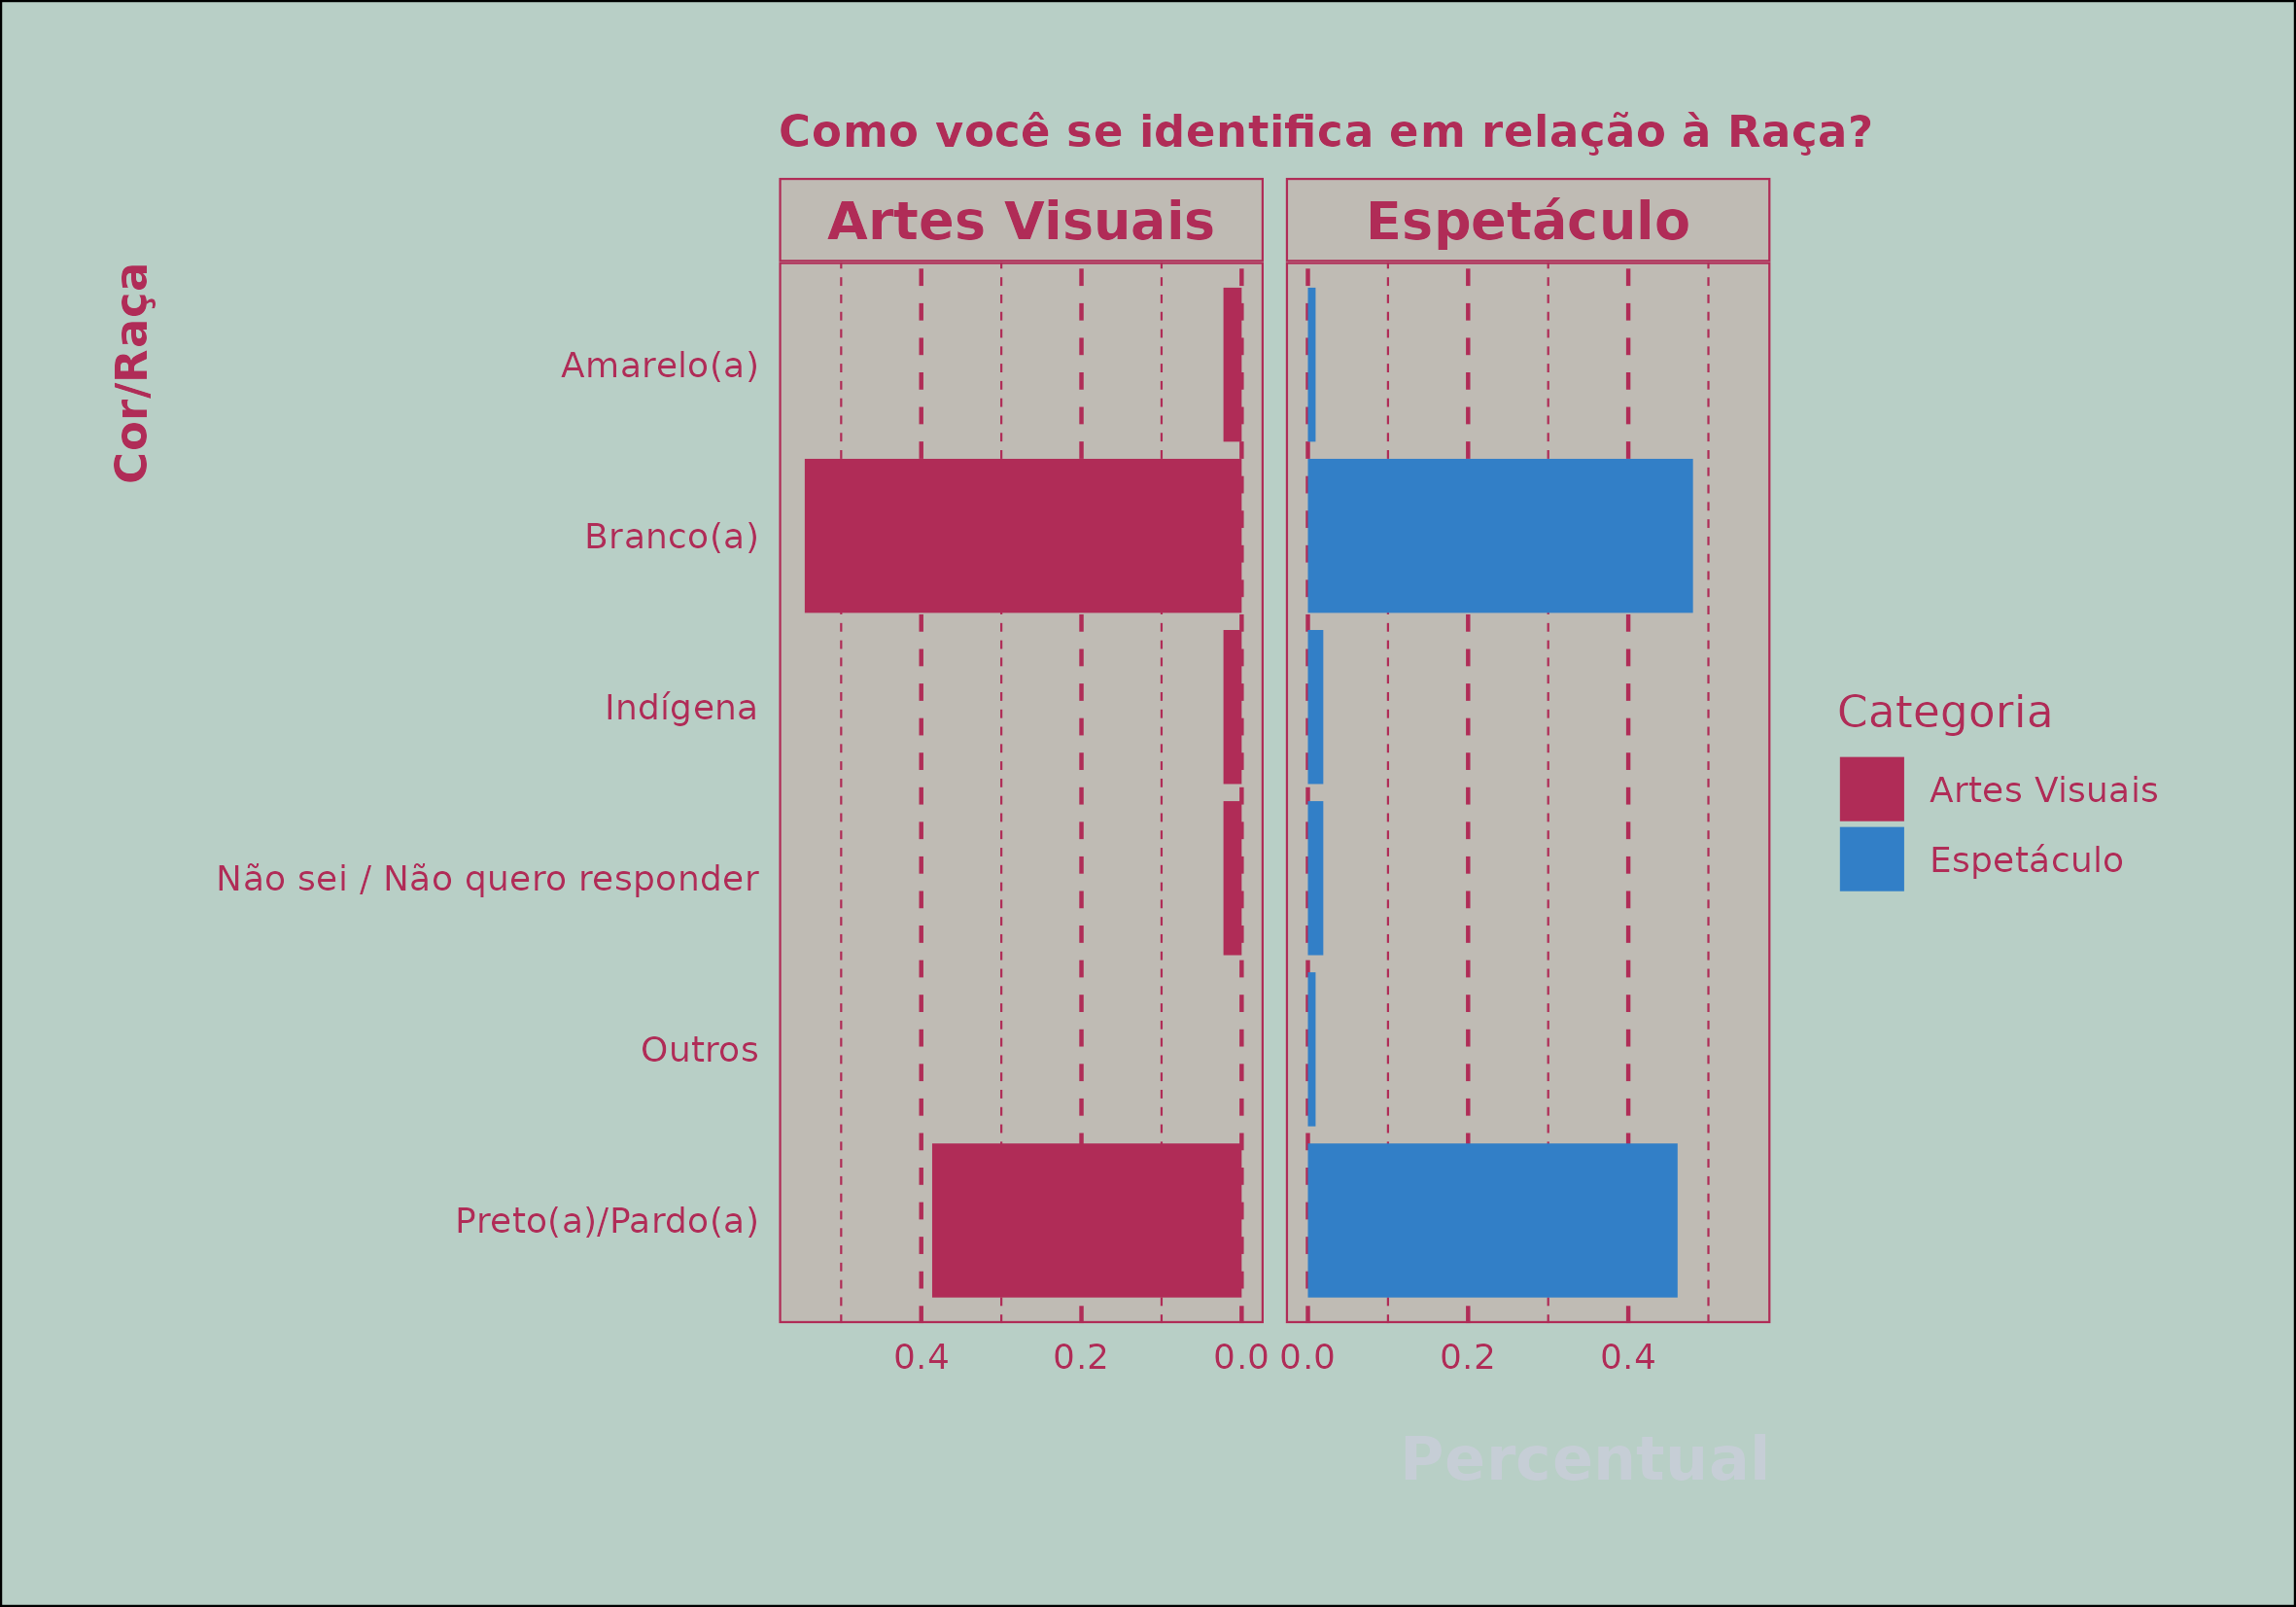 Como você se identifica em relação à Raça?
Artes Visuais
Espetáculo
Cor/Raça
Amarelo(a)
Branco(a)
Indígena
Não sei / Não quero responder
Outros
Preto(a)/Pardo(a)
0.4 0.2 0.0 0.0 0.2 0.4
Percentual
Categoria
Artes Visuais
Espetáculo